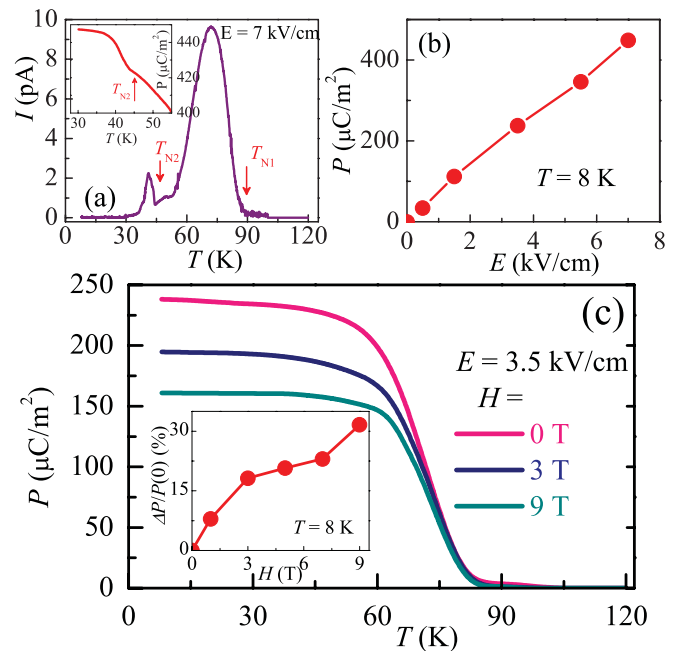 10
8
6
4
2
0
I (pA)
0 30 60 90 120
T (K)
(a)
E = 7 kV/cm
T_N2
T_N1
30 40 50
T (K)
P (μC/m²)
440
420
400
T_N2
(b)
400
200
0
P (μC/m²)
T = 8 K
0 2 4 6 8
E (kV/cm)
(c)
250
200
150
100
50
0
P (μC/m²)
E = 3.5 kV/cm
H =
0 T
3 T
9 T
30
15
0
ΔP/P(0) (%)
T = 8 K
0 3 6 9
H (T)
0 30 60 90 120
T (K)